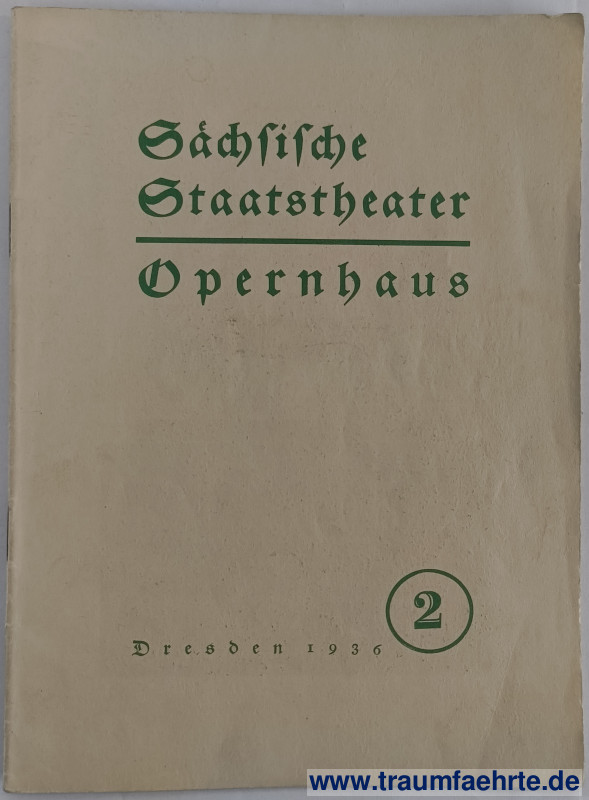 Sächsische
Staatstheater
Opernhaus
2
Dresden 1936
www.traumfaehrte.de